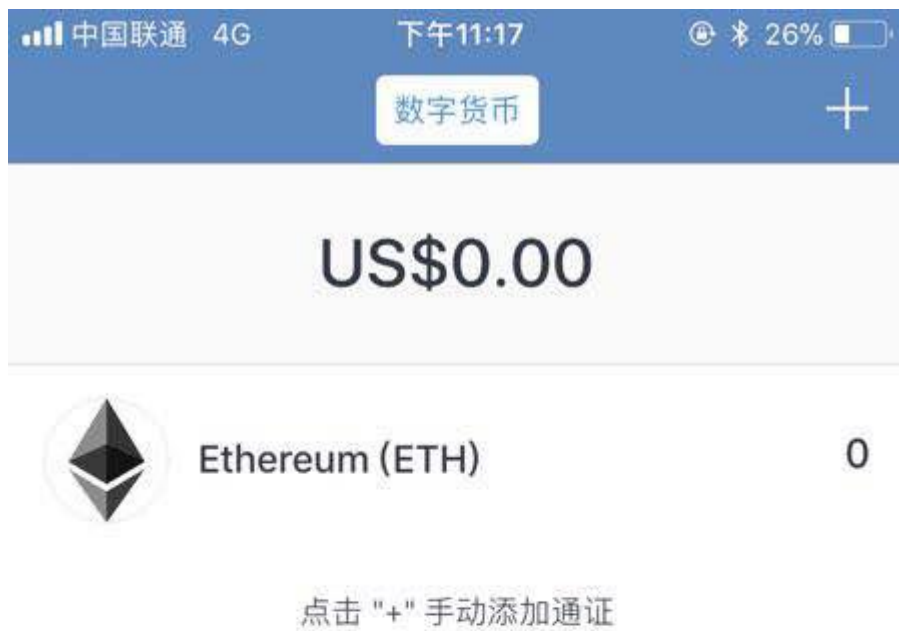 中国联通 4G 下午11:17 26%
数字货币
US$0.00
Ethereum (ETH) 0
点击 "+" 手动添加通证